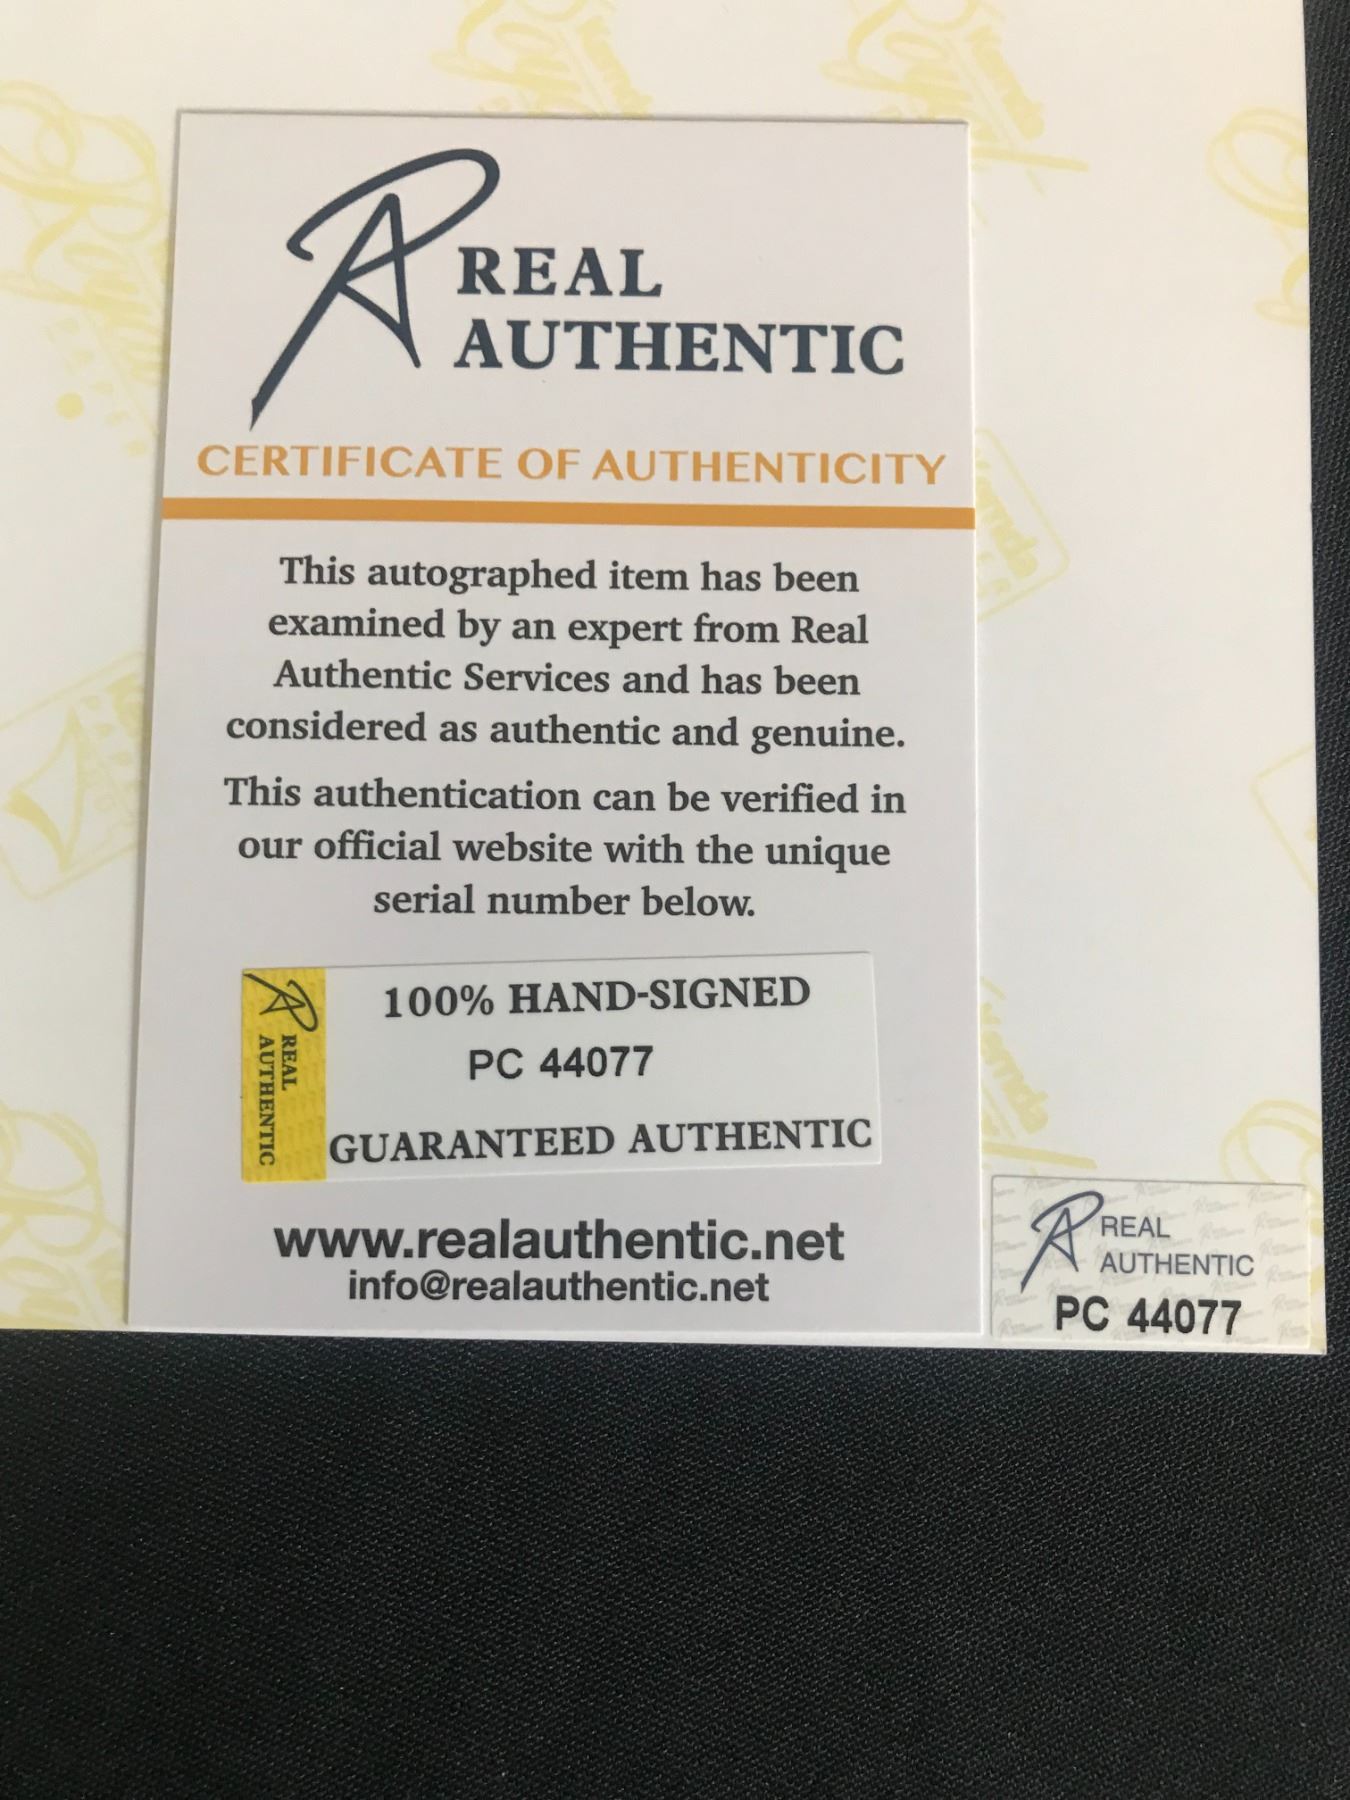 REAL
AUTHENTIC
CERTIFICATE OF AUTHENTICITY
This autographed item has been
examined by an expert from Real
Authentic Services and has been
considered as authentic and genuine.
This authentication can be verified in
our official website with the unique
serial number below.
REAL
AUTHENTIC
100% HAND-SIGNED
PC 44077
GUARANTEED AUTHENTIC
www.realauthentic.net
info@realauthentic.net
REAL
AUTHENTIC
PC 44077